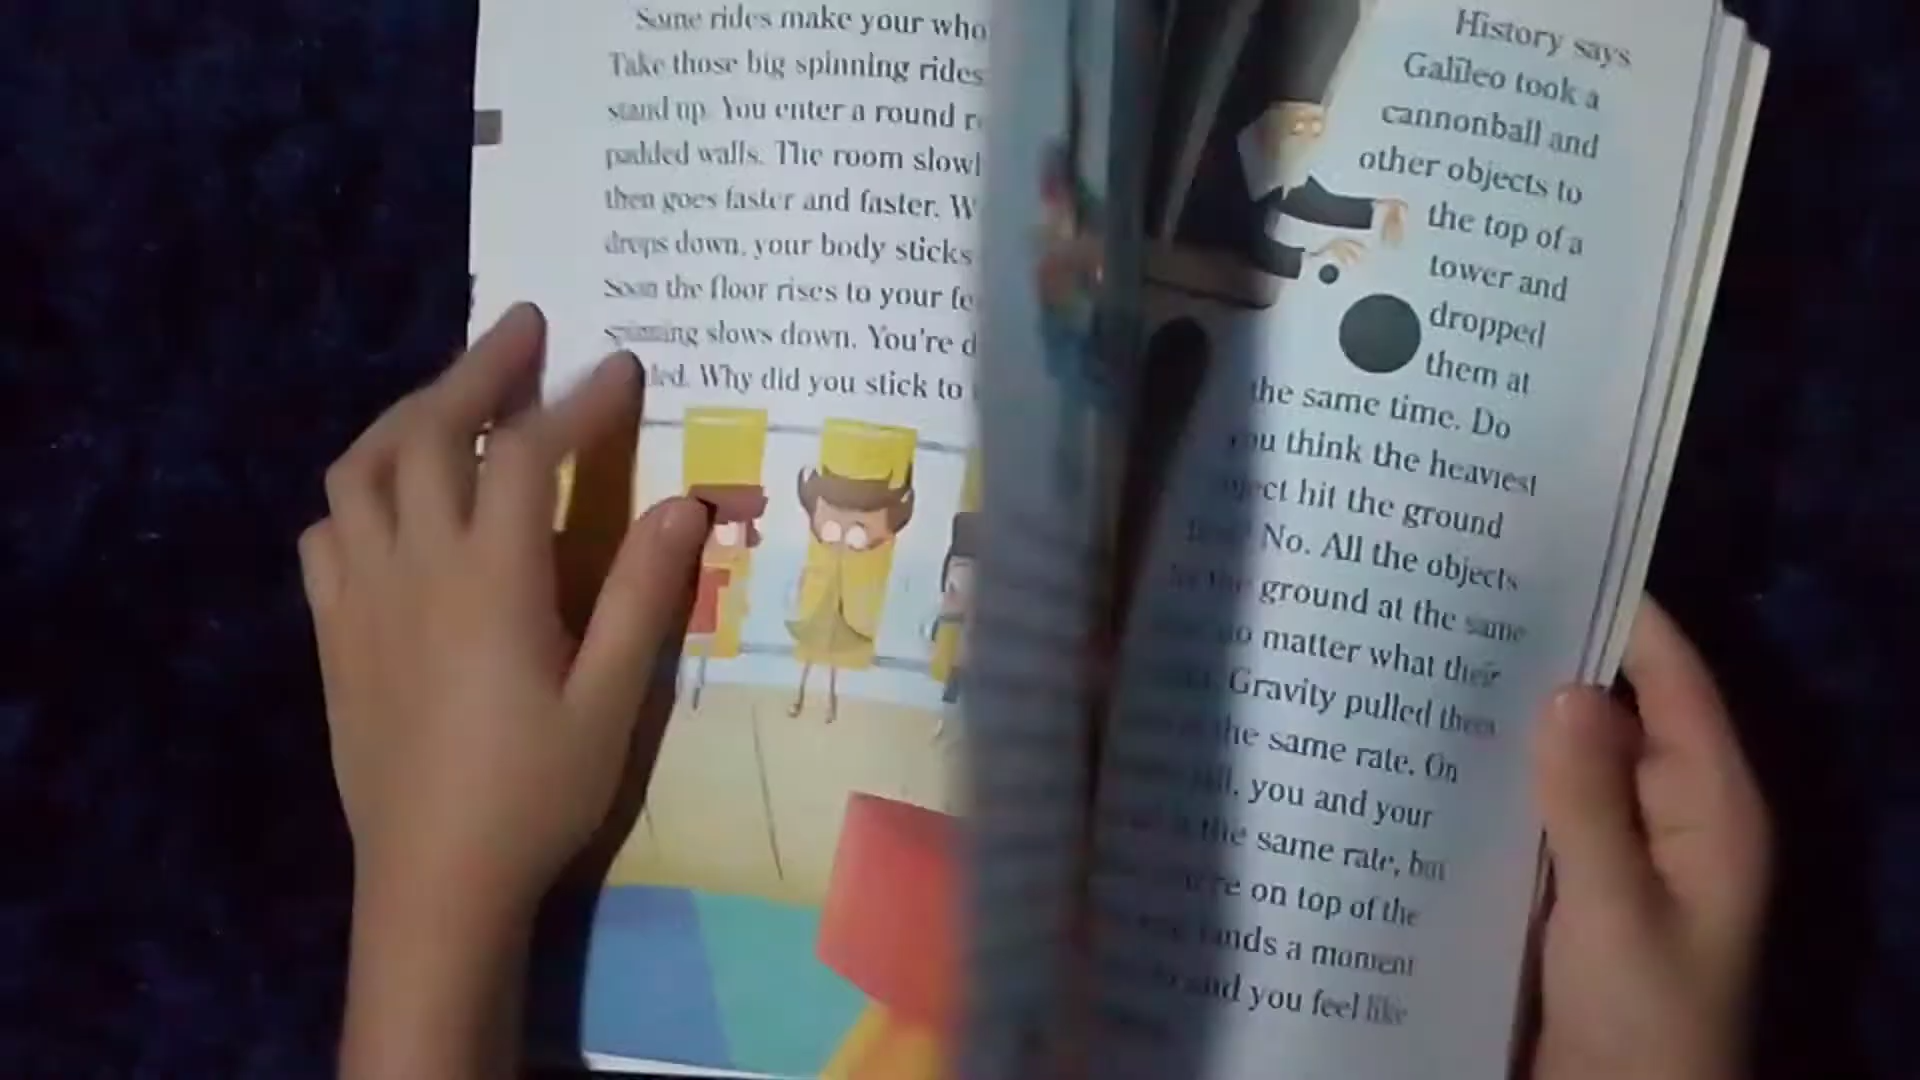 Some rides make your who
Take those big spinning rides
stand up. You enter a round r
padded walls. The room slowl
then goes faster and faster. W
drops down, your body sticks
Soon the floor rises to your fe
spinning slows down. You're d
Why did you stick to
History says
Galileo took a
cannonball and
other objects to
the top of a
tower and
dropped
them at
the same time. Do
you think the heaviest
object hit the ground
No. All the objects
the ground at the same
no matter what their
Gravity pulled them
the same rate. On
you and your
the same rate, but
on top of the
lands a moment
and you feel like